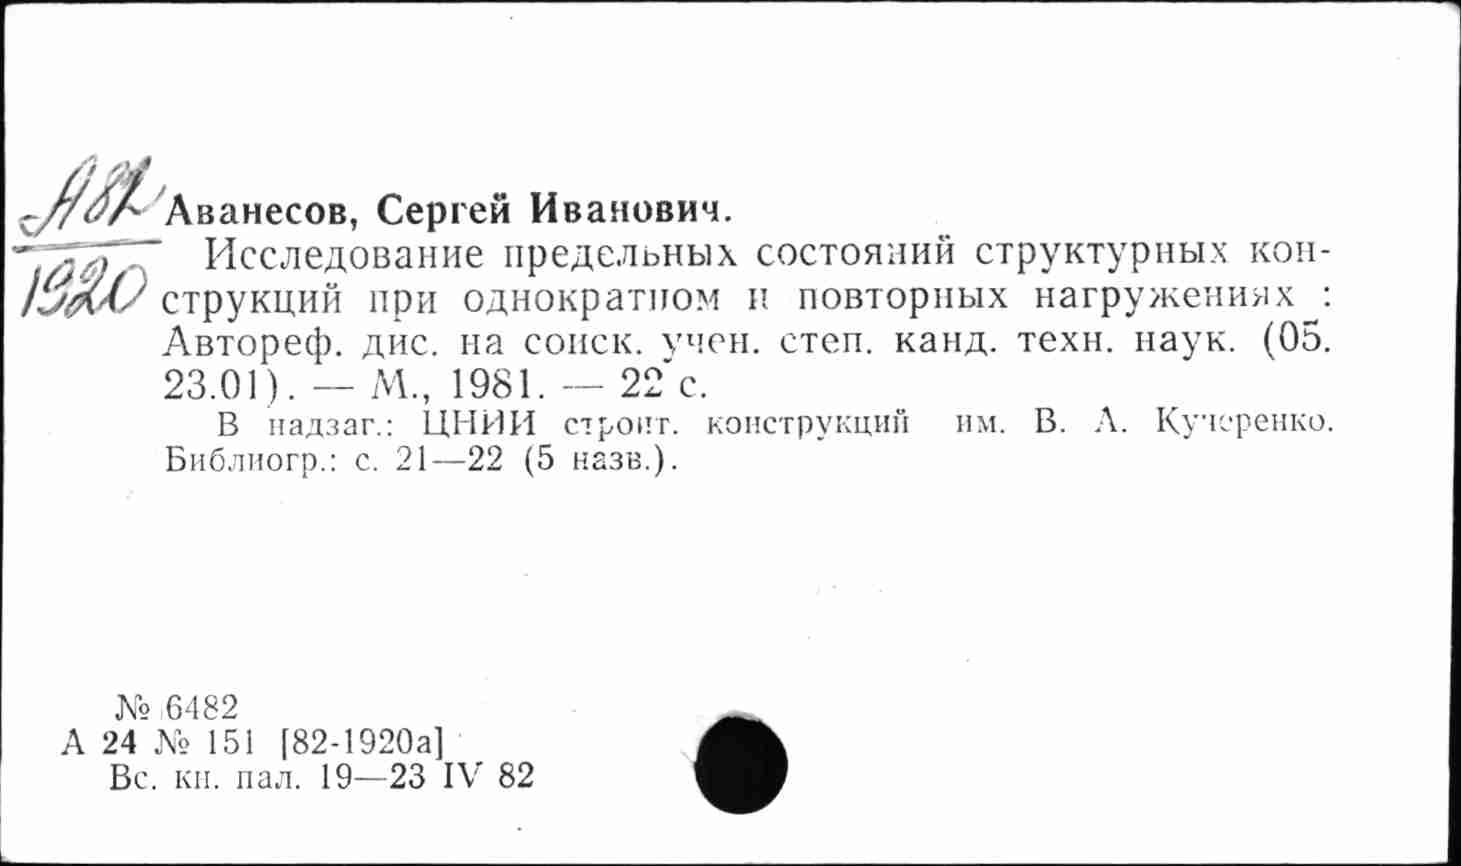 А82
1920
Аванесов, Сергей Иванович.
Исследование предельных состояний структурных кон-
струкций при однократном и повторных нагружениях :
Автореф. дис. на соиск. учен. степ. канд. техн. наук. (05.
23.01). — М., 1981. — 22 с.
В надзаг.: ЦНИИ строит. конструкций им. В. А. Кучеренко.
Библиогр.: с. 21—22 (5 назв.).
№ 6482
А 24 № 151 [82-1920а]
Вс. кн. пал. 19—23 IV 82